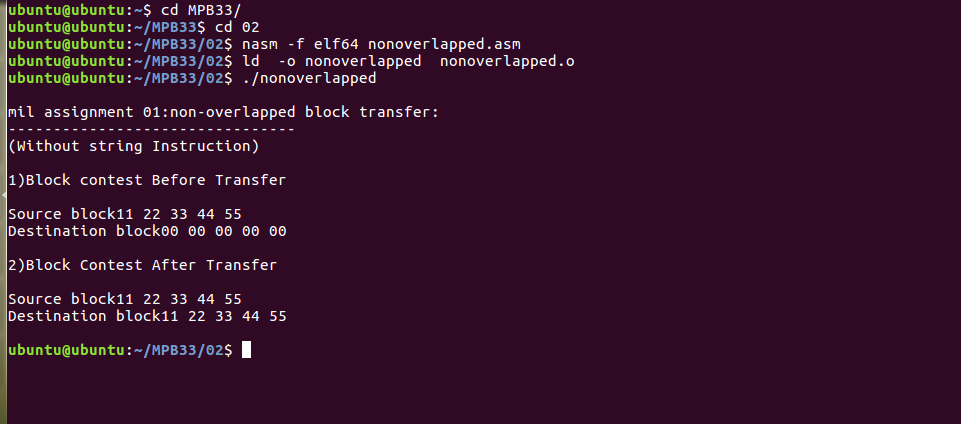 ubuntu@ubuntu:~$ cd MPB33/
ubuntu@ubuntu:~/MPB33$ cd 02
ubuntu@ubuntu:~/MPB33/02$ nasm -f elf64 nonoverlapped.asm
ubuntu@ubuntu:~/MPB33/02$ ld  -o nonoverlapped  nonoverlapped.o
ubuntu@ubuntu:~/MPB33/02$ ./nonoverlapped
mil assignment 01:non-overlapped block transfer:
--------------------------------
(Without string Instruction)
1)Block contest Before Transfer
Source block11 22 33 44 55
Destination block00 00 00 00 00
2)Block Contest After Transfer
Source block11 22 33 44 55
Destination block11 22 33 44 55
ubuntu@ubuntu:~/MPB33/02$